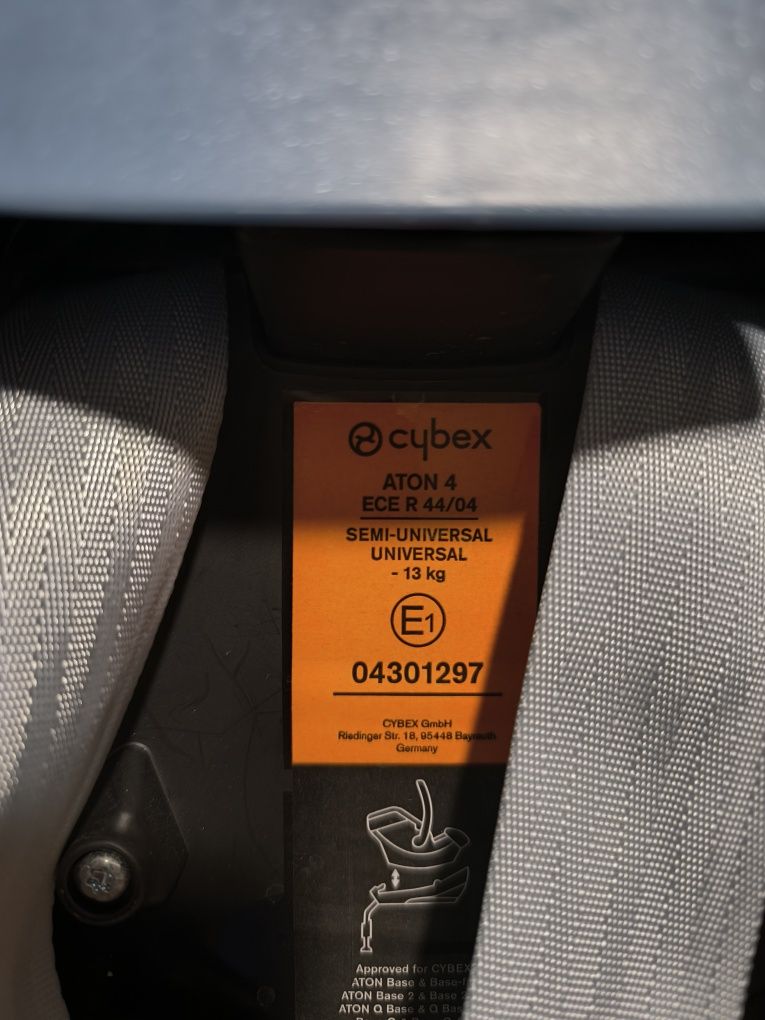 cybex
ATON 4
ECE R 44/04
SEMI-UNIVERSAL
UNIVERSAL
- 13 kg
E1
04301297
CYBEX GmbH
Riedinger Str. 18, 95448 Bayreuth
Germany
Approved for CYBEX
ATON Base & Base-
ATON Base 2 & Base 2
ATON Q Base & Q Bas